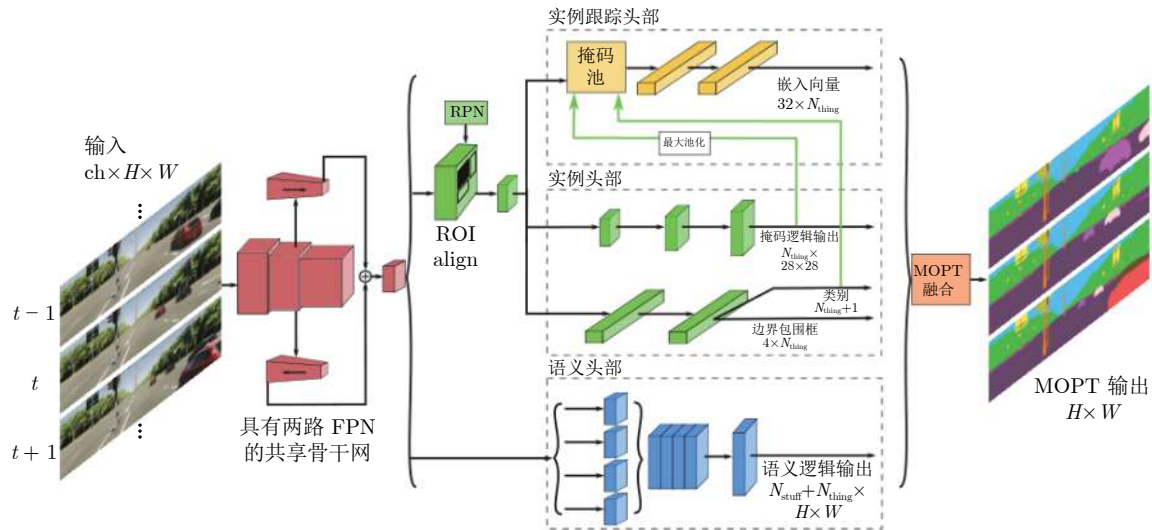 输入
ch×H×W
t−1
t
t+1
具有两路 FPN
的共享骨干网
RPN
ROI
align
实例跟踪头部
掩码
池
嵌入向量
32×N_thing
最大池化
实例头部
掩码逻辑输出
N_thing×
28×28
类别
N_thing+1
边界包围框
4×N_thing
语义头部
语义逻辑输出
N_stuff+N_thing×
H×W
MOPT
融合
MOPT 输出
H×W